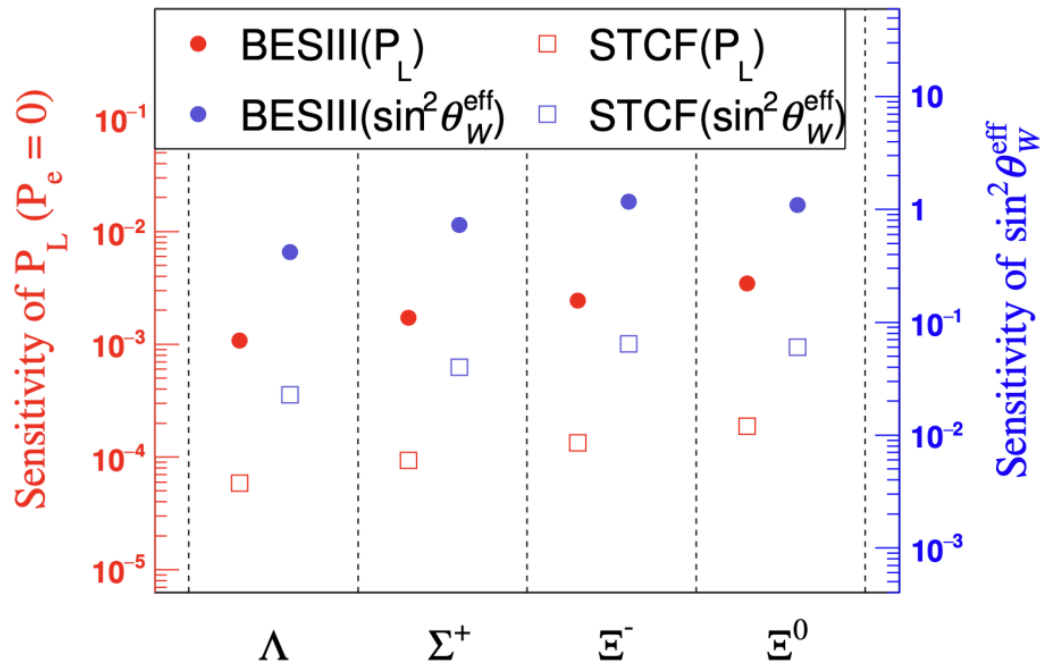 BESIII(P_L) STCF(P_L)
BESIII(sin²θ_W^eff) STCF(sin²θ_W^eff)
Sensitivity of P_L (P_e = 0)
10⁻¹
10⁻²
10⁻³
10⁻⁴
10⁻⁵
10
1
10⁻¹
10⁻²
10⁻³
Sensitivity of sin²θ_W^eff
Λ Σ⁺ Ξ⁻ Ξ⁰